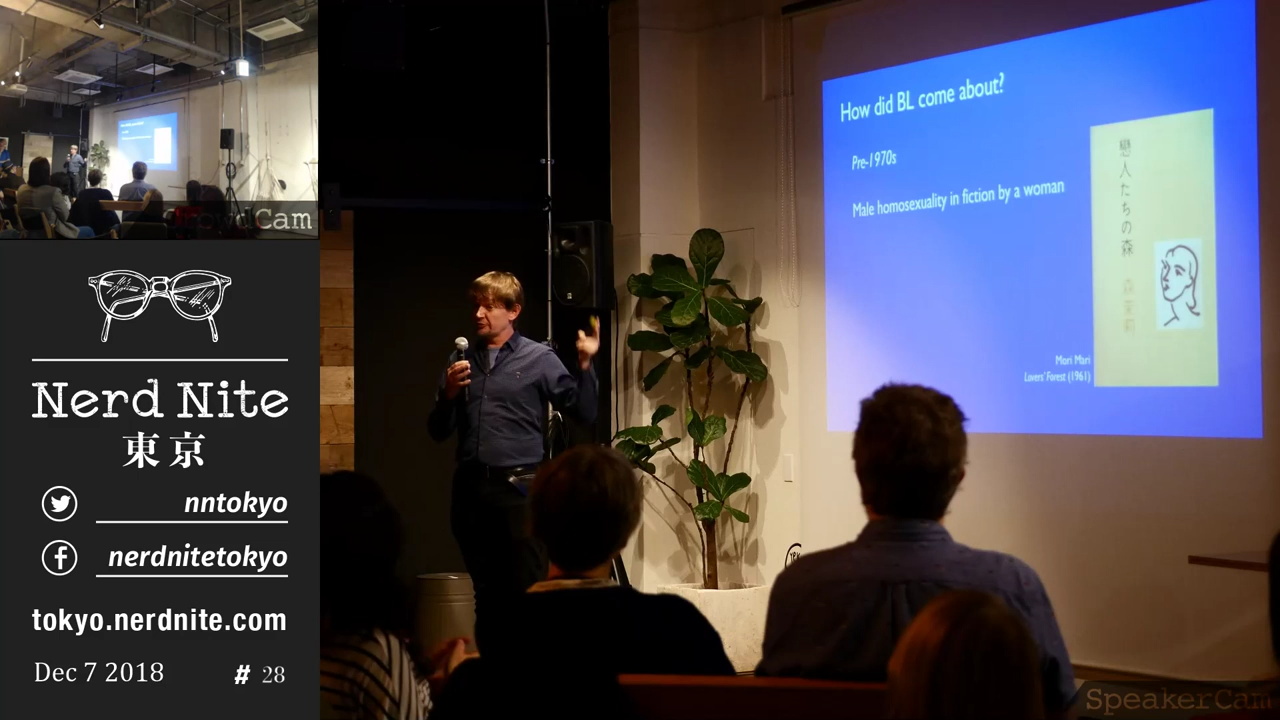 CrowdCam
Nerd Nite
東京
nntokyo
nerdnitetokyo
tokyo.nerdnite.com
Dec 7 2018
# 28
How did BL come about?
Pre-1970s
Male homosexuality in fiction by a woman
戀人たちの森
森茉莉
Mori Mari
Lovers' Forest (1961)
SpeakerCam